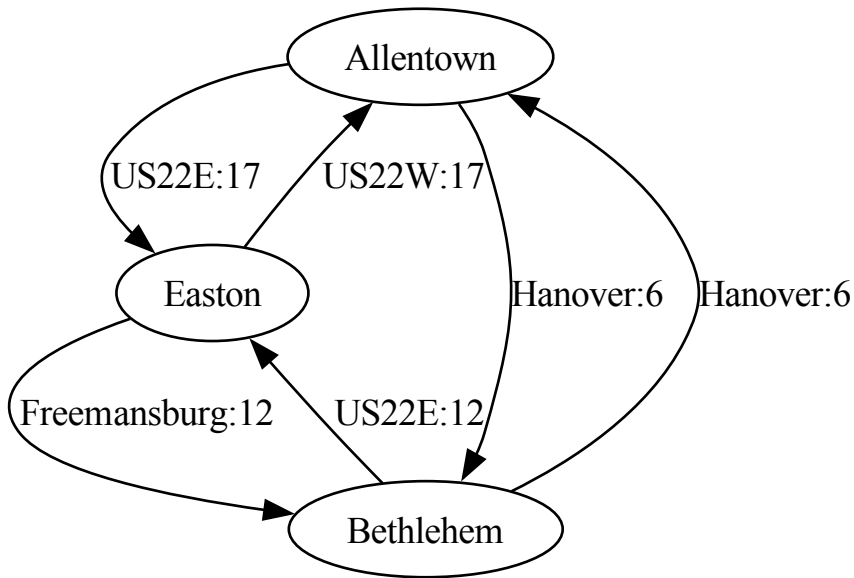 Allentown
US22E:17
US22W:17
Easton
Hanover:6
Hanover:6
Freemansburg:12
US22E:12
Bethlehem